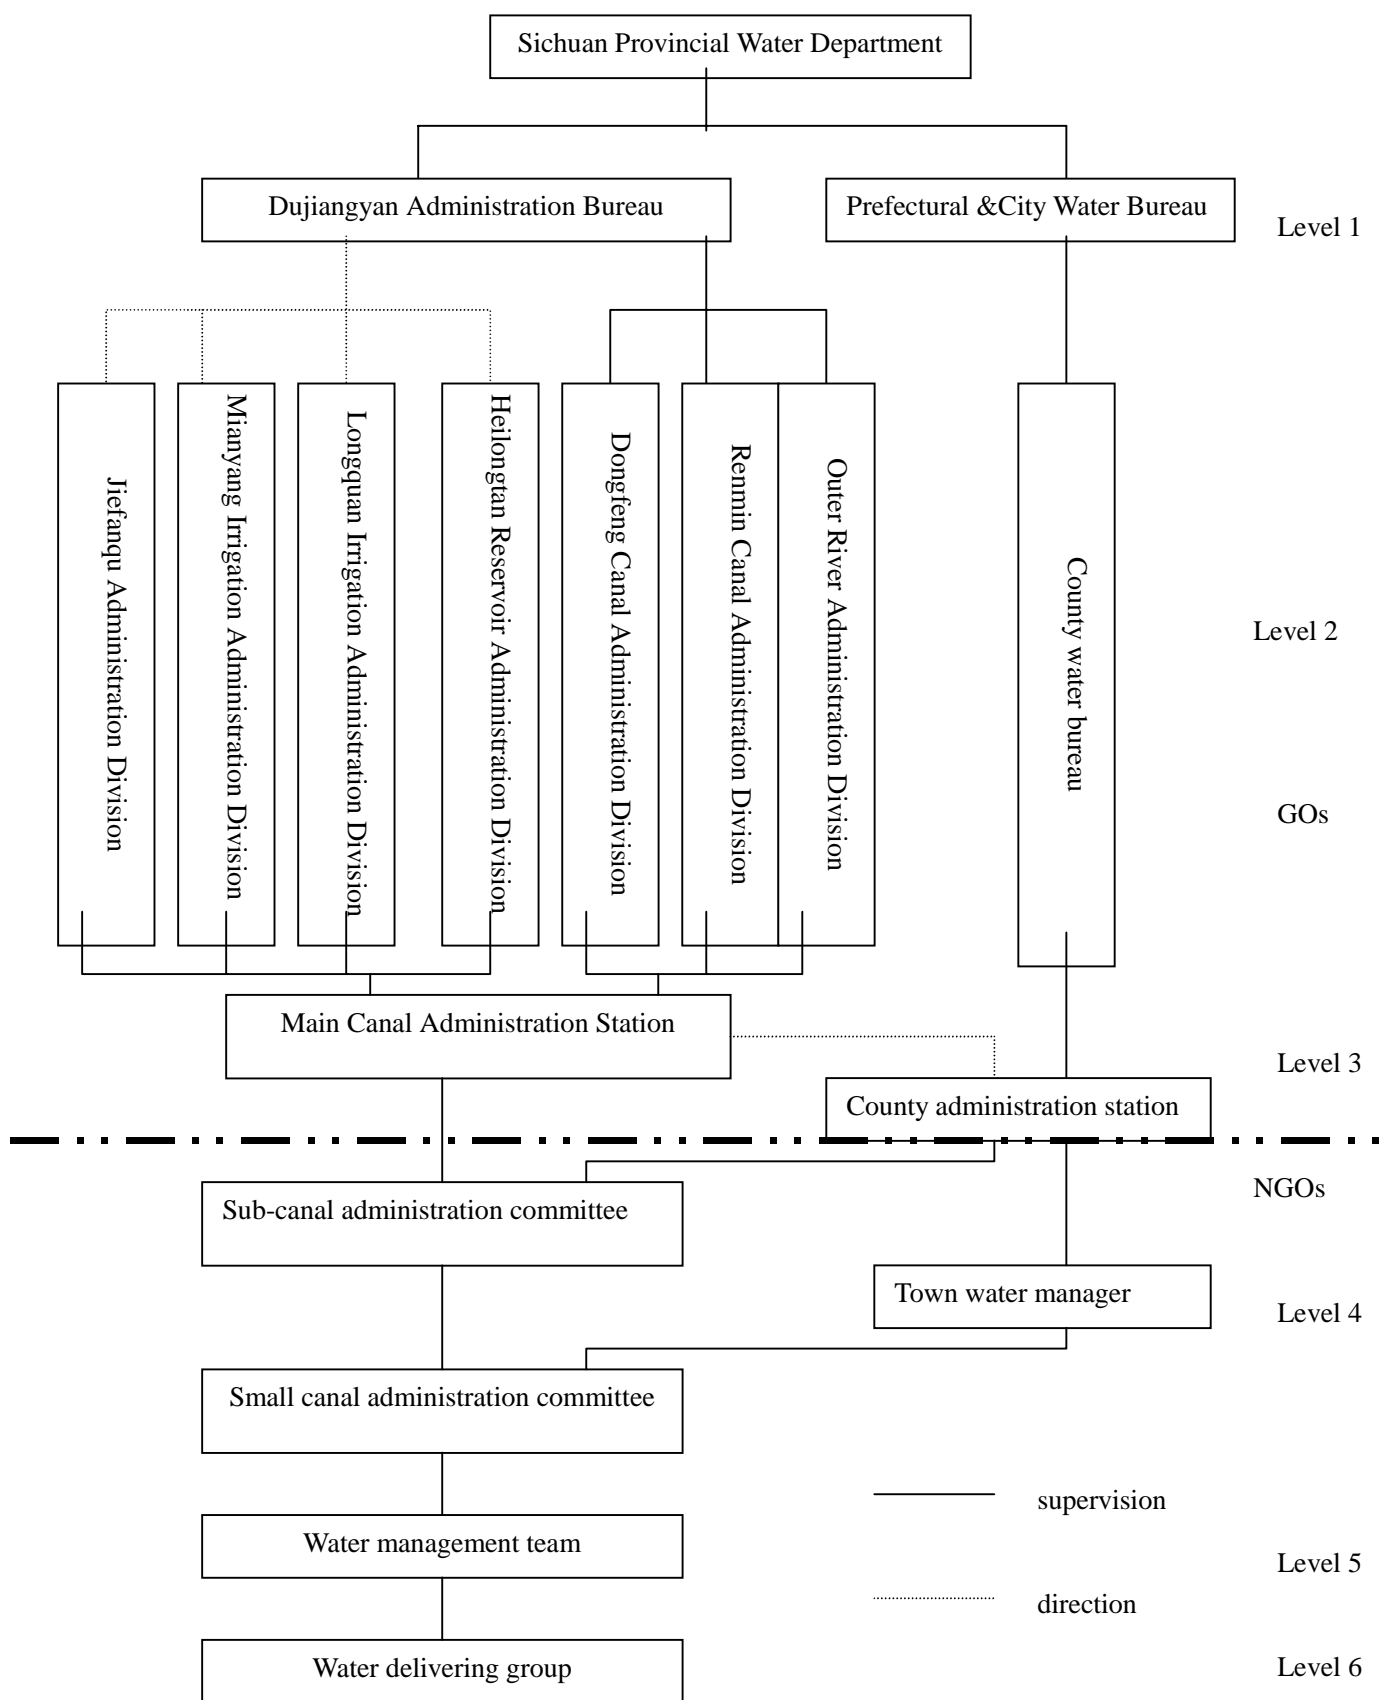 Sichuan Provincial Water Department
Dujiangyan Administration Bureau
Prefectural &City Water Bureau
Level 1
Jiefanqu Administration Division
Mianyang Irrigation Administration Division
Longquan Irrigation Administration Division
Heilongtan Reservoir Administration Division
Dongfeng Canal Administration Division
Renmin Canal Administration Division
Outer River Administration Division
County water bureau
Level 2
GOs
Main Canal Administration Station
Level 3
County administration station
NGOs
Sub-canal administration committee
Town water manager
Level 4
Small canal administration committee
supervision
Water management team
Level 5
direction
Water delivering group
Level 6